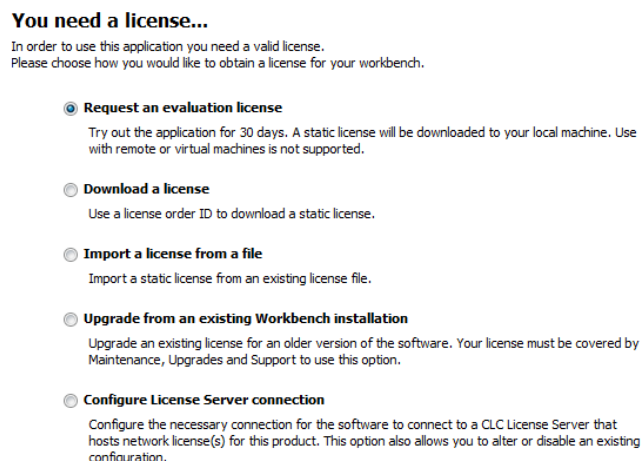 You need a license...
In order to use this application you need a valid license.
Please choose how you would like to obtain a license for your workbench.
Request an evaluation license
Try out the application for 30 days. A static license will be downloaded to your local machine. Use
with remote or virtual machines is not supported.
Download a license
Use a license order ID to download a static license.
Import a license from a file
Import a static license from an existing license file.
Upgrade from an existing Workbench installation
Upgrade an existing license for an older version of the software. Your license must be covered by
Maintenance, Upgrades and Support to use this option.
Configure License Server connection
Configure the necessary connection for the software to connect to a CLC License Server that
hosts network license(s) for this product. This option also allows you to alter or disable an existing
configuration.